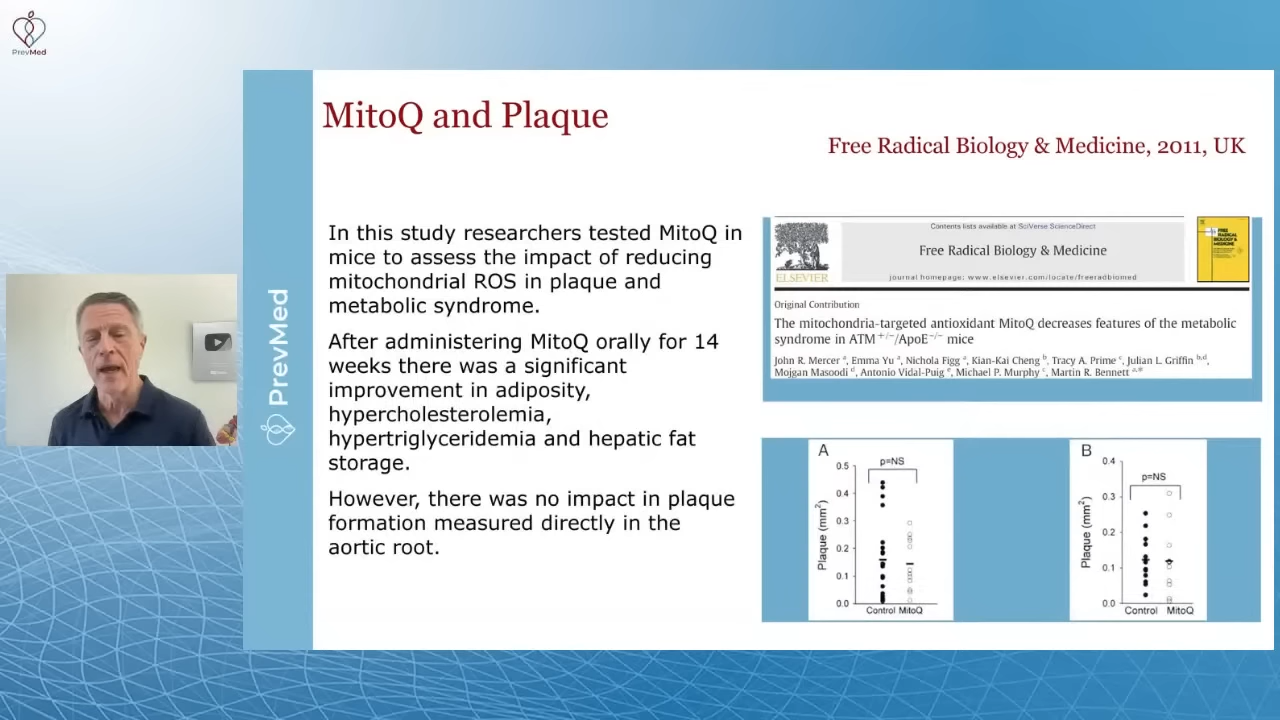 PrevMed
MitoQ and Plaque
Free Radical Biology & Medicine, 2011, UK
In this study researchers tested MitoQ in
mice to assess the impact of reducing
mitochondrial ROS in plaque and
metabolic syndrome.
After administering MitoQ orally for 14
weeks there was a significant
improvement in adiposity,
hypercholesterolemia,
hypertriglyceridemia and hepatic fat
storage.
However, there was no impact in plaque
formation measured directly in the
aortic root.
PrevMed
Contents lists available at SciVerse ScienceDirect
Free Radical Biology & Medicine
journal homepage: www.elsevier.com/locate/freeradbiomed
ELSEVIER
FREE
RADICAL
BIOLOGY &
MEDICINE
Original Contribution
The mitochondria-targeted antioxidant MitoQ decreases features of the metabolic
syndrome in ATM+/−/ApoE−/− mice
John R. Mercer a, Emma Yu a, Nichola Figg a, Kian-Kai Cheng b, Tracy A. Prime c, Julian L. Griffin b,d,
Mojgan Masoodi d, Antonio Vidal-Puig e, Michael P. Murphy c, Martin R. Bennett a,*
A
p=NS
0.5
0.4
0.3
0.2
0.1
0.0
Plaque (mm2)
Control MitoQ
B
p=NS
0.4
0.3
0.2
0.1
0.0
Plaque (mm2)
Control MitoQ